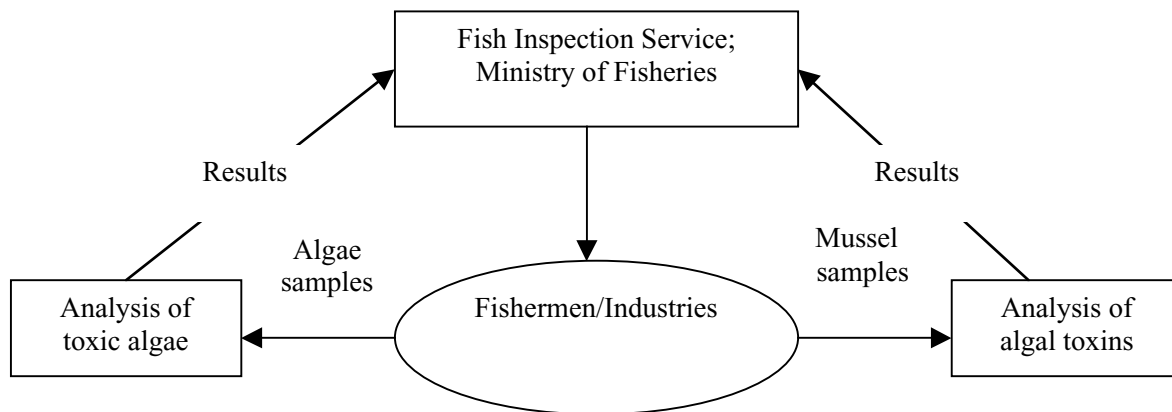 Fish Inspection Service;
Ministry of Fisheries
Results
Results
Algae
samples
Mussel
samples
Analysis of
toxic algae
Fishermen/Industries
Analysis of
algal toxins